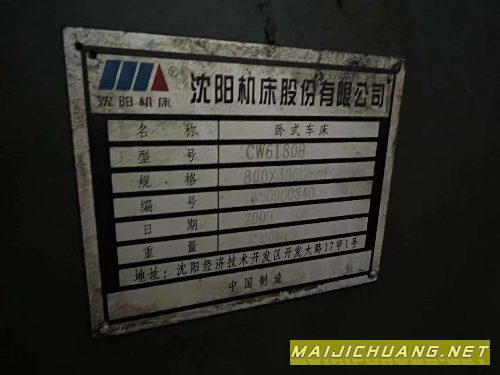 沈阳机床 ® 沈阳机床股份有限公司
名称 卧式车床
型号 CW6180B
规格 800X3000mm
编号
日期
重量
地址:沈阳经济技术开发区开发大路17甲1号
中国制造
MAIJICHUANG.NET